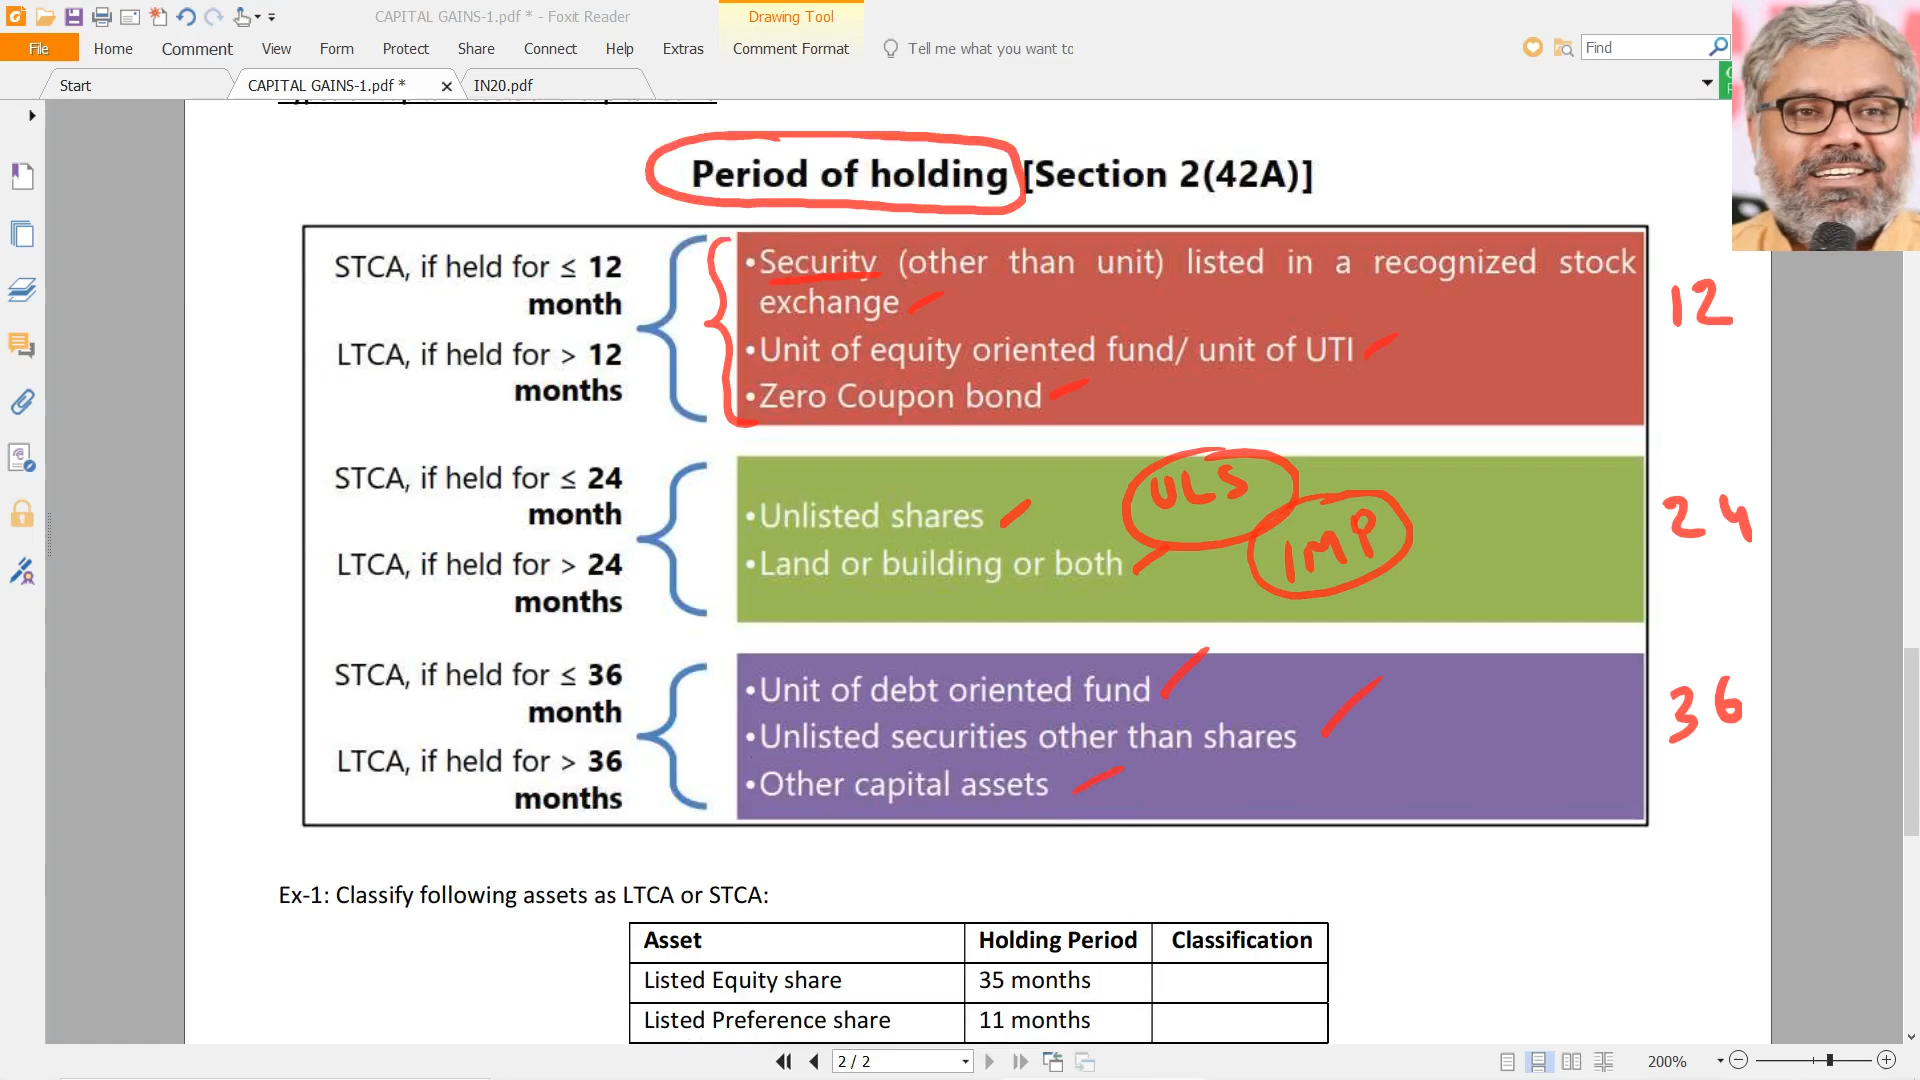 CAPITAL GAINS-1.pdf * - Foxit Reader
Drawing Tool
File
Home
Comment
View
Form
Protect
Share
Connect
Help
Extras
Comment Format
Tell me what you want to
Find
Start
CAPITAL GAINS-1.pdf *
IN20.pdf
Period of holding [Section 2(42A)]
STCA, if held for ≤ 12
month
LTCA, if held for > 12
months
•Security (other than unit) listed in a recognized stock
exchange
•Unit of equity oriented fund/ unit of UTI
•Zero Coupon bond
12
STCA, if held for ≤ 24
month
LTCA, if held for > 24
months
•Unlisted shares
•Land or building or both
ULS
IMP
24
STCA, if held for ≤ 36
month
LTCA, if held for > 36
months
•Unit of debt oriented fund
•Unlisted securities other than shares
•Other capital assets
36
Ex-1: Classify following assets as LTCA or STCA:
Asset Holding Period Classification
Listed Equity share 35 months
Listed Preference share 11 months
2 / 2
200%